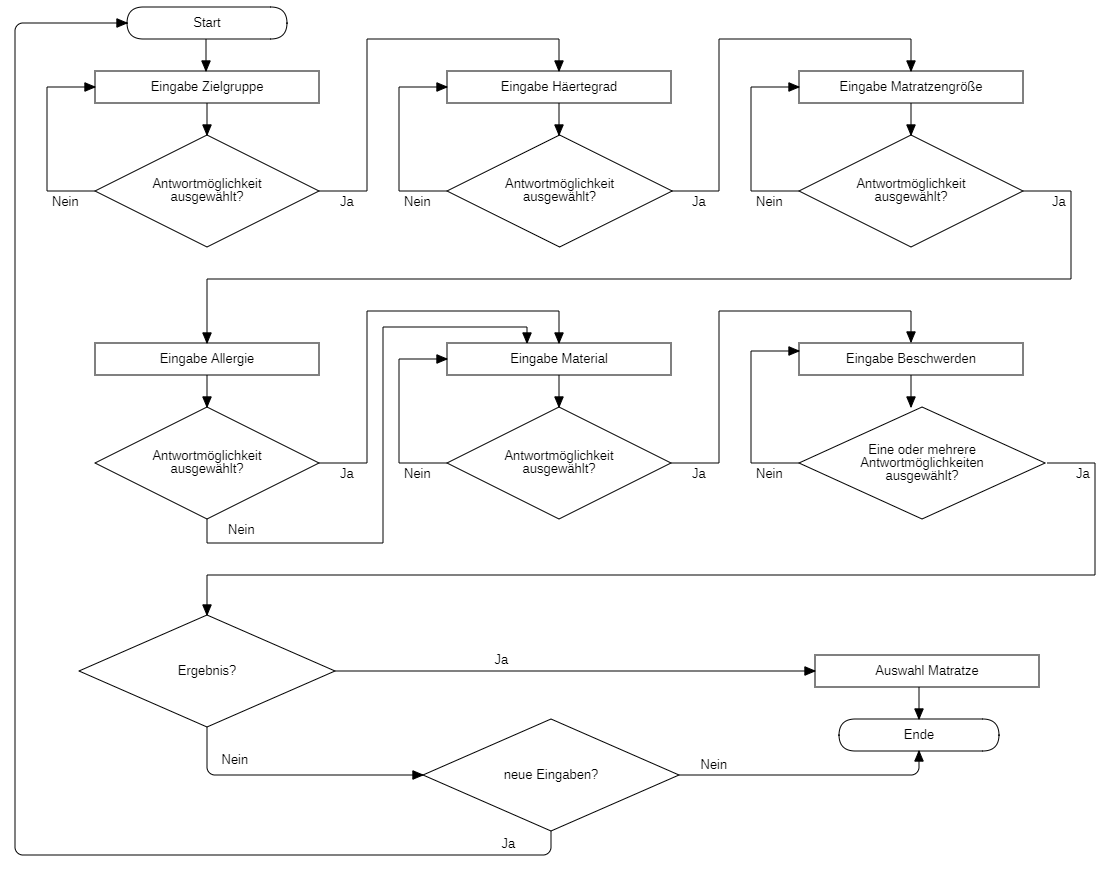 Start
Eingabe Zielgruppe
Eingabe Häertegrad
Eingabe Matratzengröße
Antwortmöglichkeit
ausgewählt?
Nein
Ja
Antwortmöglichkeit
ausgewählt?
Nein
Ja
Antwortmöglichkeit
ausgewählt?
Nein
Ja
Eingabe Allergie
Eingabe Material
Eingabe Beschwerden
Antwortmöglichkeit
ausgewählt?
Ja
Nein
Antwortmöglichkeit
ausgewählt?
Nein
Ja
Eine oder mehrere
Antwortmöglichkeiten
ausgewählt?
Nein
Ja
Ergebnis?
Ja
Auswahl Matratze
Nein
neue Eingaben?
Nein
Ende
Ja